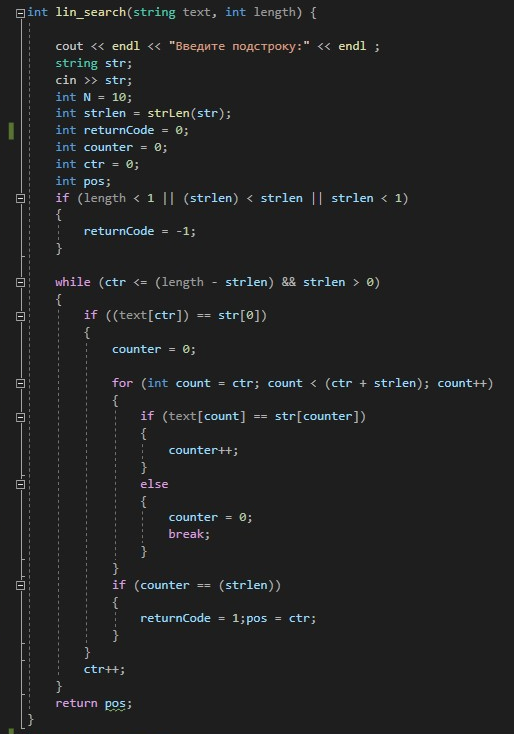 int lin_search(string text, int length) {
cout << endl << "Введите подстроку:" << endl ;
string str;
cin >> str;
int N = 10;
int strlen = strLen(str);
int returnCode = 0;
int counter = 0;
int ctr = 0;
int pos;
if (length < 1 || (strlen) < strlen || strlen < 1)
{
returnCode = -1;
}
while (ctr <= (length - strlen) && strlen > 0)
{
if ((text[ctr]) == str[0])
{
counter = 0;
for (int count = ctr; count < (ctr + strlen); count++)
{
if (text[count] == str[counter])
{
counter++;
}
else
{
counter = 0;
break;
}
}
if (counter == (strlen))
{
returnCode = 1;pos = ctr;
}
}
ctr++;
}
return pos;
}